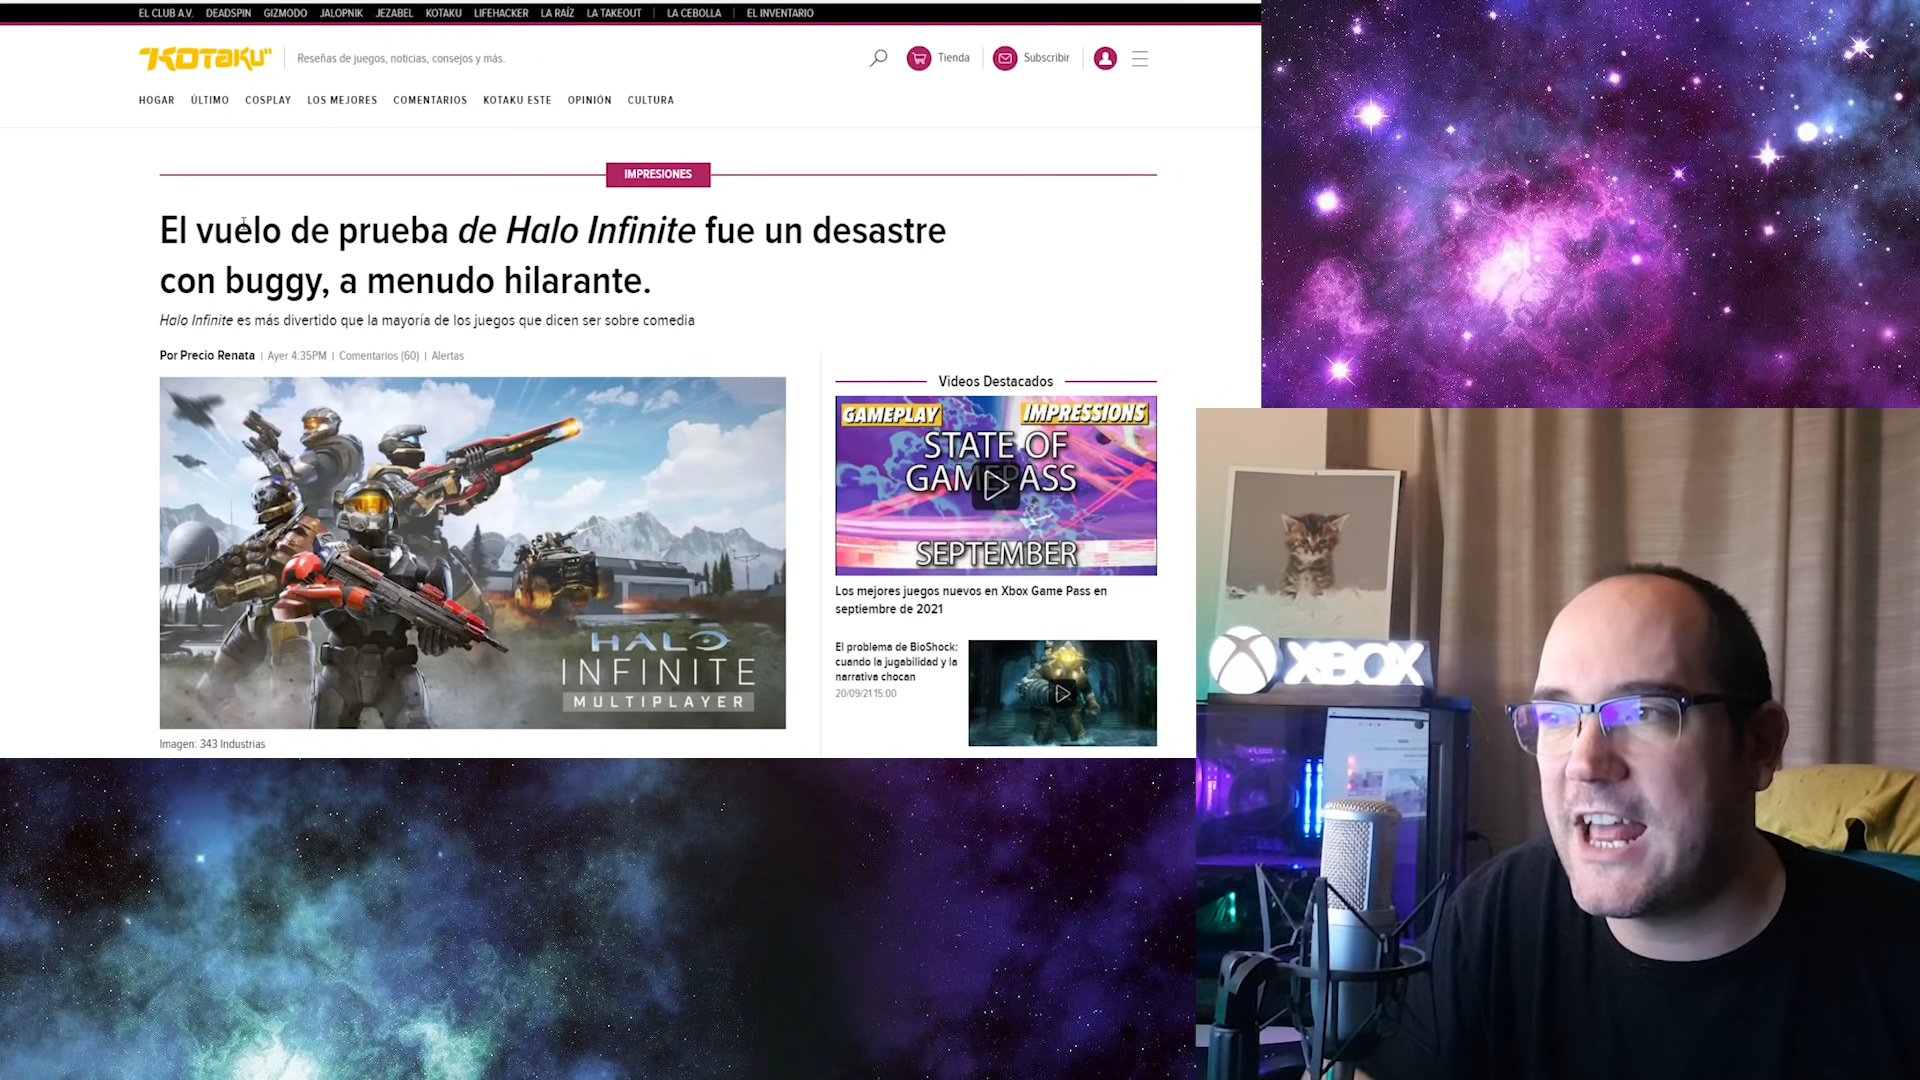 EL CLUB A.V. DEADSPIN GIZMODO JALOPNIK JEZABEL KOTAKU LIFEHACKER LA RAÍZ LA TAKEOUT | LA CEBOLLA | EL INVENTARIO
"KOTAKU" Reseñas de juegos, noticias, consejos y más.
Tienda
Subscribir
HOGAR ÚLTIMO COSPLAY LOS MEJORES COMENTARIOS KOTAKU ESTE OPINIÓN CULTURA
IMPRESIONES
El vuelo de prueba de Halo Infinite fue un desastre
con buggy, a menudo hilarante.
Halo Infinite es más divertido que la mayoría de los juegos que dicen ser sobre comedia
Por Precio Renata | Ayer 4:35PM | Comentarios (60) | Alertas
HALO
INFINITE
MULTIPLAYER
Imagen: 343 Industrias
Videos Destacados
GAMEPLAY IMPRESSIONS
STATE OF
GAME PASS
SEPTEMBER
Los mejores juegos nuevos en Xbox Game Pass en
septiembre de 2021
El problema de BioShock:
cuando la jugabilidad y la
narrativa chocan
20/09/21 15:00
XBOX